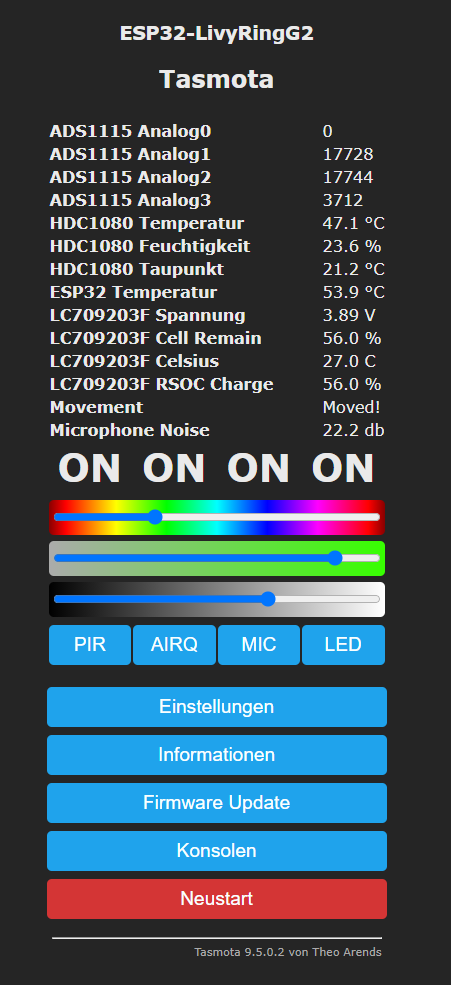 ESP32-LivyRingG2
Tasmota
ADS1115 Analog0 0
ADS1115 Analog1 17728
ADS1115 Analog2 17744
ADS1115 Analog3 3712
HDC1080 Temperatur 47.1 °C
HDC1080 Feuchtigkeit 23.6 %
HDC1080 Taupunkt 21.2 °C
ESP32 Temperatur 53.9 °C
LC709203F Spannung 3.89 V
LC709203F Cell Remain 56.0 %
LC709203F Celsius 27.0 C
LC709203F RSOC Charge 56.0 %
Movement Moved!
Microphone Noise 22.2 db
ON ON ON ON
PIR AIRQ MIC LED
Einstellungen
Informationen
Firmware Update
Konsolen
Neustart
Tasmota 9.5.0.2 von Theo Arends